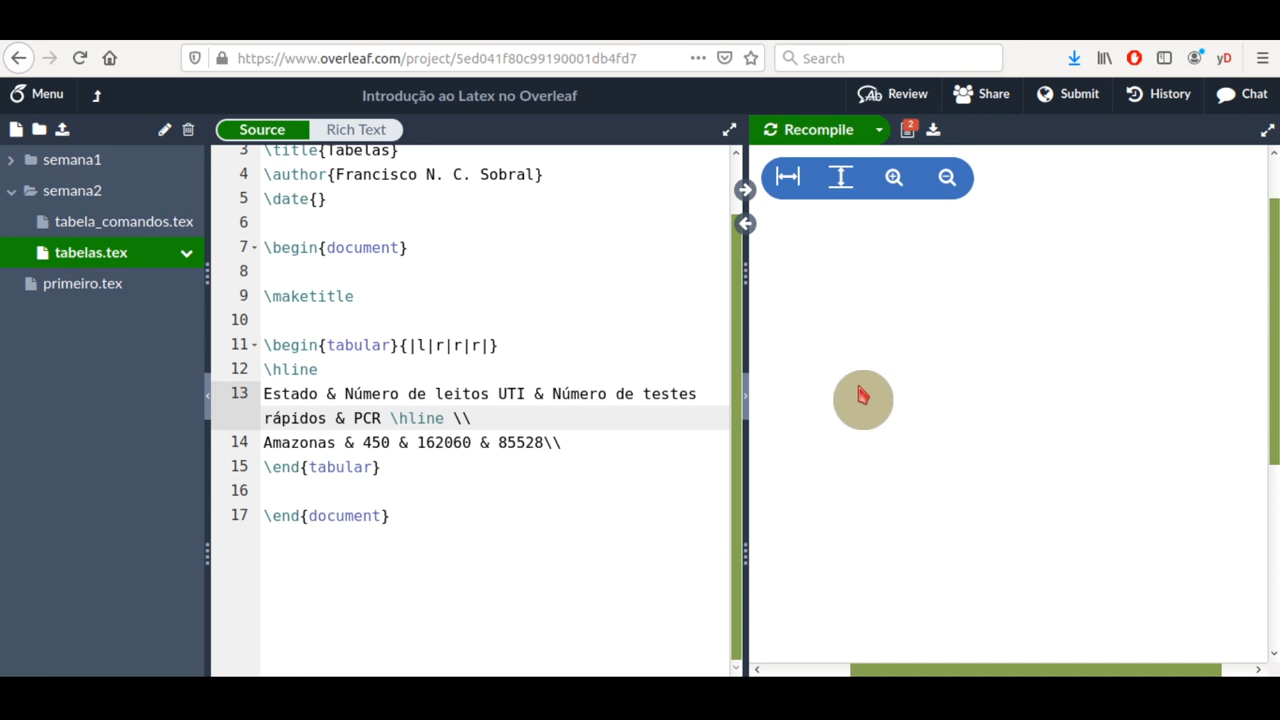 https://www.overleaf.com/project/5ed041f80c99190001db4fd7
Search
yD
Menu
Introdução ao Latex no Overleaf
Review
Share
Submit
History
Chat
Source
Rich Text
Recompile
2
semana1
semana2
tabela_comandos.tex
tabelas.tex
primeiro.tex
3 \title{Tabelas}
4 \author{Francisco N. C. Sobral}
5 \date{}
6
7 \begin{document}
8
9 \maketitle
10
11 \begin{tabular}{|l|r|r|r|}
12 \hline
13 Estado & Número de leitos UTI & Número de testes
rápidos & PCR \hline \\
14 Amazonas & 450 & 162060 & 85528\\
15 \end{tabular}
16
17 \end{document}